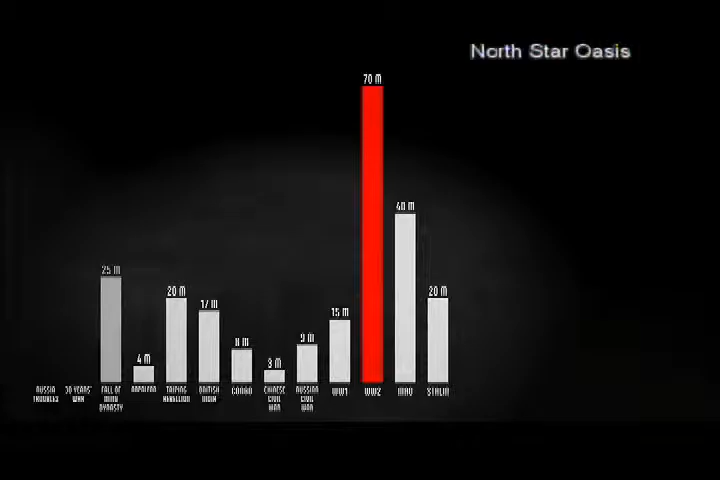 North Star Oasis
70 M
40 M
25 M
20 M
20 M
17 M
15 M
9 M
8 M
4 M
3 M
RUSSIA TROUBLES
30 YEARS' WAR
FALL OF MING DYNASTY
NAPOLEON
TAIPING REBELLION
BRITISH INDIA
CONGO
CHINESE CIVIL WAR
RUSSIAN CIVIL WAR
WW1
WW2
MAO
STALIN